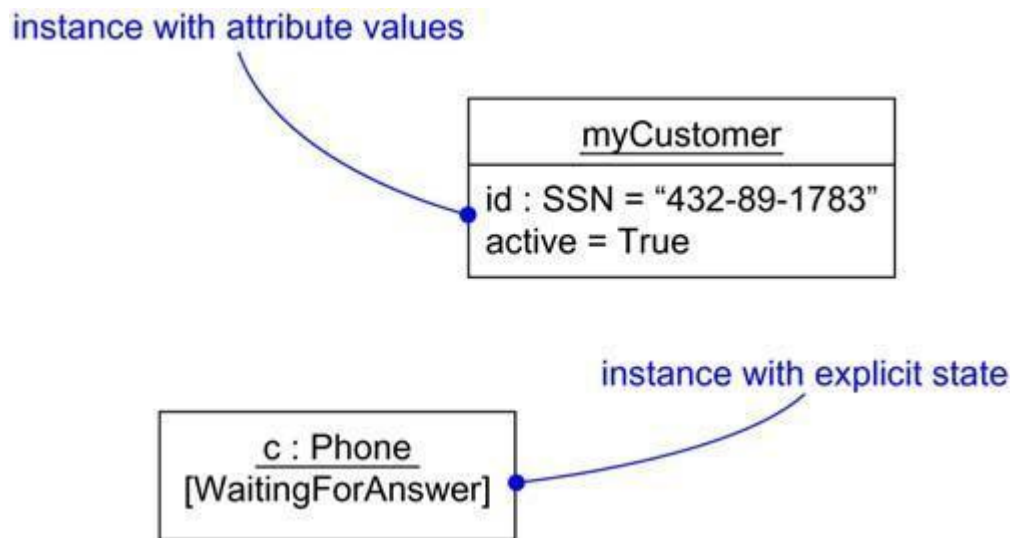 instance with attribute values
myCustomer
id : SSN = “432-89-1783”
active = True
instance with explicit state
c : Phone
[WaitingForAnswer]